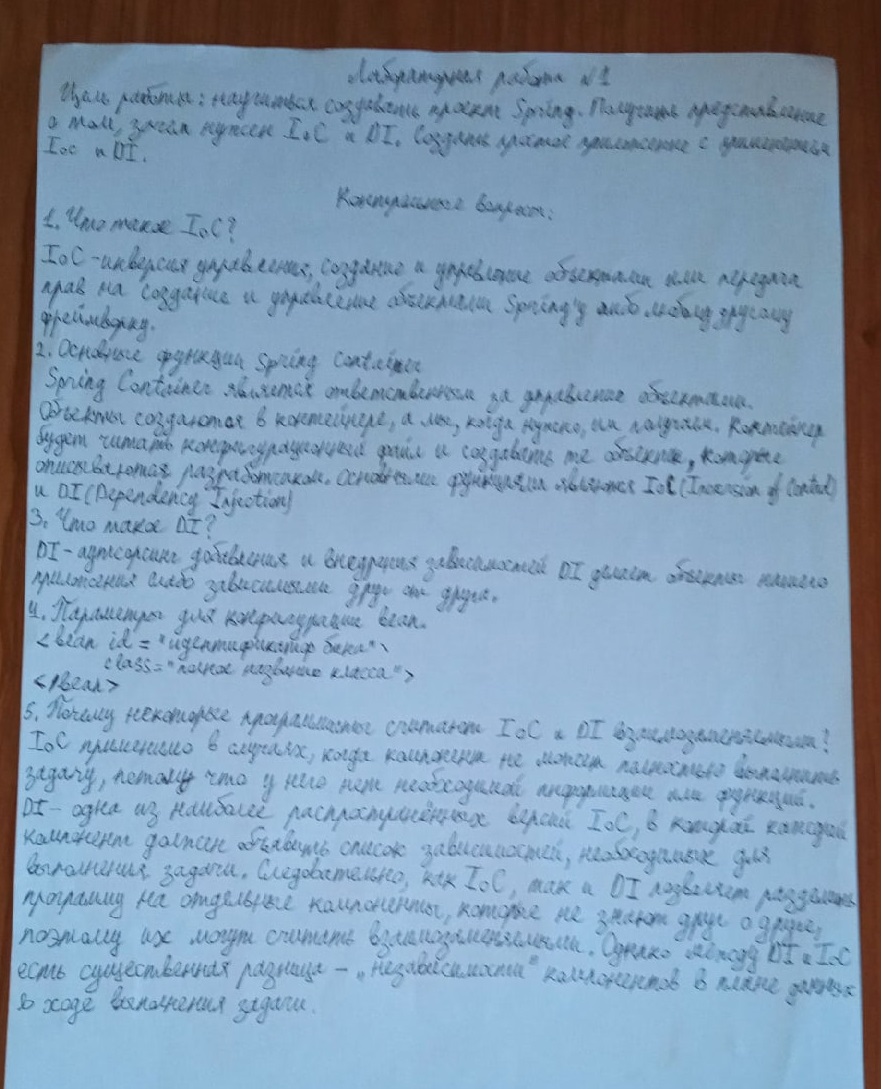 Лабораторная работа №1
Цель работы: научиться создавать проект Spring. Получить представление
о том, зачем нужен IoC и DI. Создать простое приложение с применением
IoC и DI.
Контрольные вопросы:
1. Что такое IoC?
IoC - инверсия управления, создание и управление объектами или передача
прав на создание и управление объектами Spring'у либо любому другому
фреймворку.
2. Основные функции Spring Container
Spring Container является ответственным за управление объектами.
Объекты создаются в контейнере, а мы, когда нужно, их получаем. Контейнер
будет читать конфигурационный файл и создавать те объекты, которые
описываются разработчиком. Основными функциями являются IoC (Inversion of Control)
и DI (Dependency Injection)
3. Что такое DI?
DI - аутсорсинг добавления и внедрения зависимостей DI делает объекты нашего
приложения слабо зависимыми друг от друга.
4. Параметры для конфигурации bean.
<bean id = "идентификатор бина"
class = "полное название класса">
</bean>
5. Почему некоторые программисты считают IoC и DI взаимозаменяемыми?
IoC применимо в случаях, когда компонент не может полностью выполнить
задачу, потому что у него нет необходимой информации или функций.
DI - одна из наиболее распространённых версий IoC, в которой каждый
компонент должен объявить список зависимостей, необходимых для
выполнения задачи. Следовательно, как IoC, так и DI позволяет разделить
программу на отдельные компоненты, которые не знают друг о друге,
поэтому их могут считать взаимозаменяемыми. Однако между DI и IoC
есть существенная разница - „независимости" компонентов в плане данных
в ходе выполнения задачи.